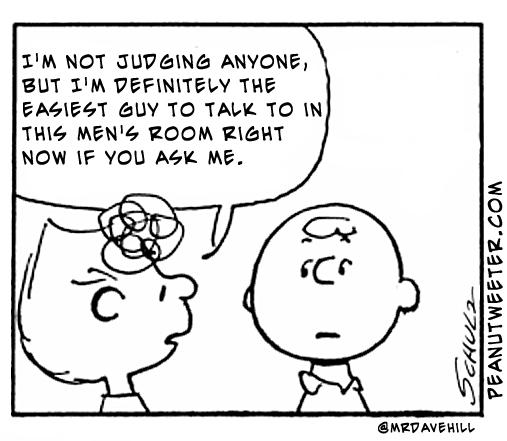 I'M NOT JUDGING ANYONE,
BUT I'M DEFINITELY THE
EASIEST GUY TO TALK TO IN
THIS MEN'S ROOM RIGHT
NOW IF YOU ASK ME.
SCHULZ
PEANUTWEETER.COM
@MRDAVEHILL